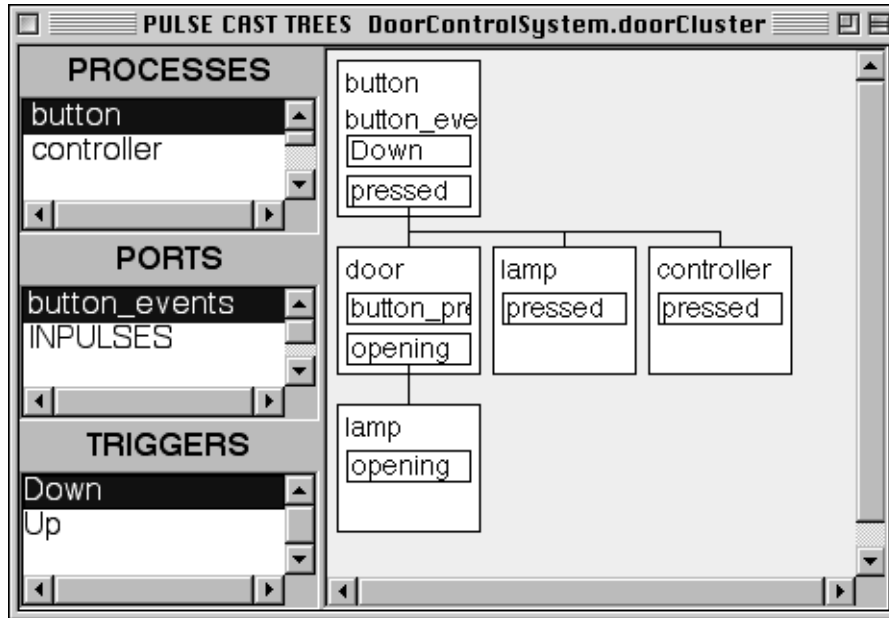 PULSE CAST TREES DoorControlSystem.doorCluster
PROCESSES
button
controller
PORTS
button_events
INPULSES
TRIGGERS
Down
Up
button
button_eve
Down
pressed
door
button_pre
opening
lamp
pressed
controller
pressed
lamp
opening